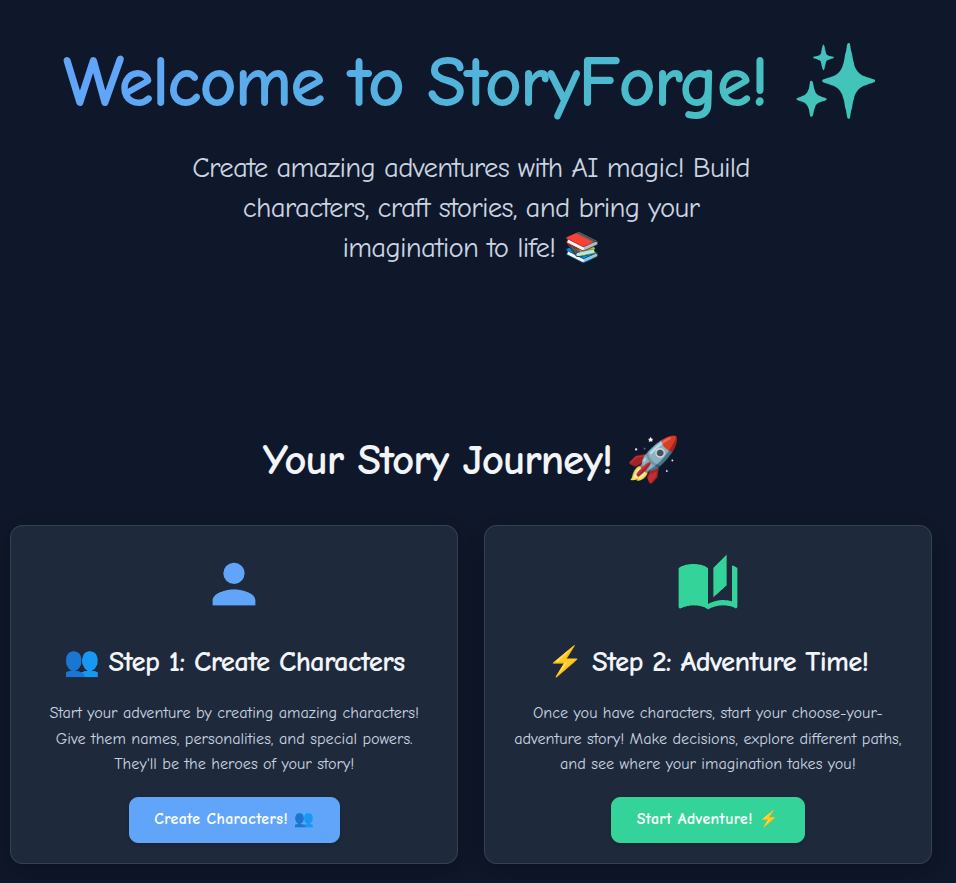 Welcome to StoryForge! ✨
Create amazing adventures with AI magic! Build
characters, craft stories, and bring your
imagination to life! 📚
Your Story Journey! 🚀
👥 Step 1: Create Characters
Start your adventure by creating amazing characters!
Give them names, personalities, and special powers.
They'll be the heroes of your story!
Create Characters! 👥
⚡ Step 2: Adventure Time!
Once you have characters, start your choose-your-
adventure story! Make decisions, explore different paths,
and see where your imagination takes you!
Start Adventure! ⚡